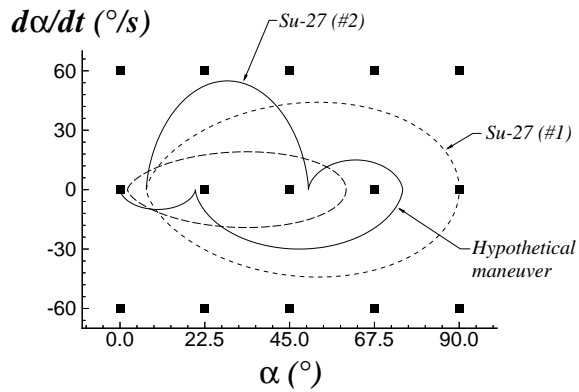 dα/dt (°/s)
Su-27 (#2)
60
30
0
-30
-60
Su-27 (#1)
Hypothetical
maneuver
0.0 22.5 45.0 67.5 90.0
α (°)